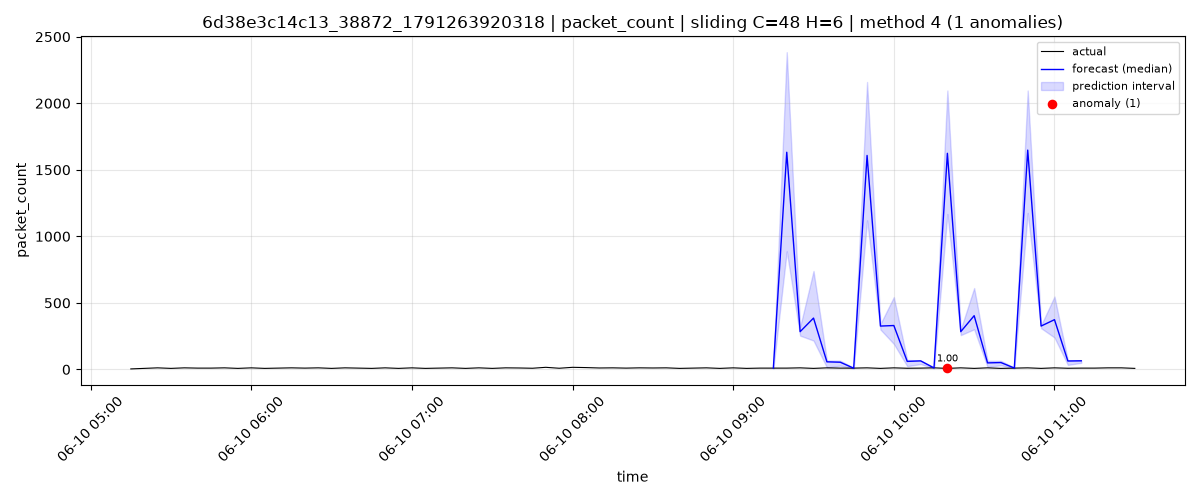 6d38e3c14c13_38872_1791263920318 | packet_count | sliding C=48 H=6 | method 4 (1 anomalies)
packet_count
2500
2000
1500
1000
500
0
actual
forecast (median)
prediction interval
anomaly (1)
1.00
06-10 05:00
06-10 06:00
06-10 07:00
06-10 08:00
06-10 09:00
06-10 10:00
06-10 11:00
time